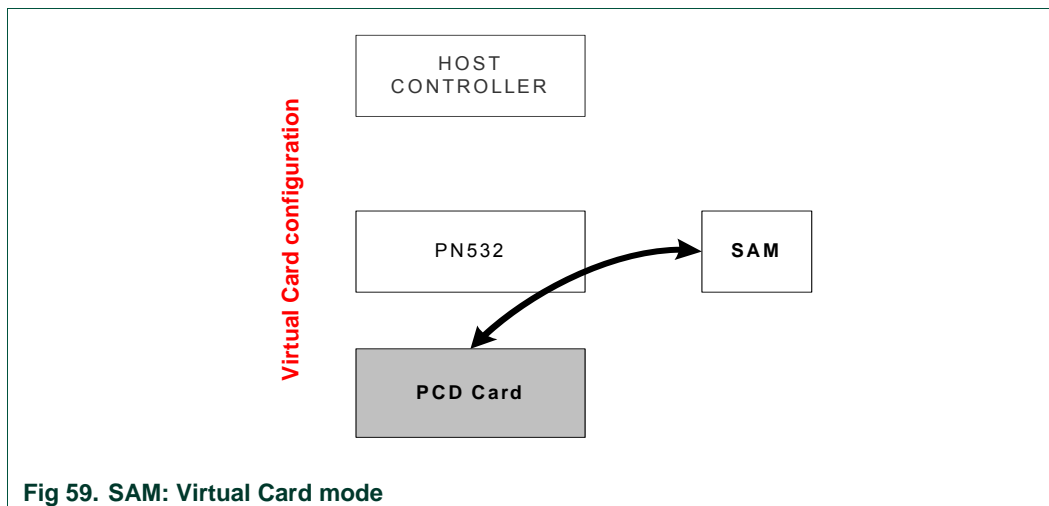 HOST
CONTROLLER
Virtual Card configuration
PN532
SAM
PCD Card
Fig 59. SAM: Virtual Card mode